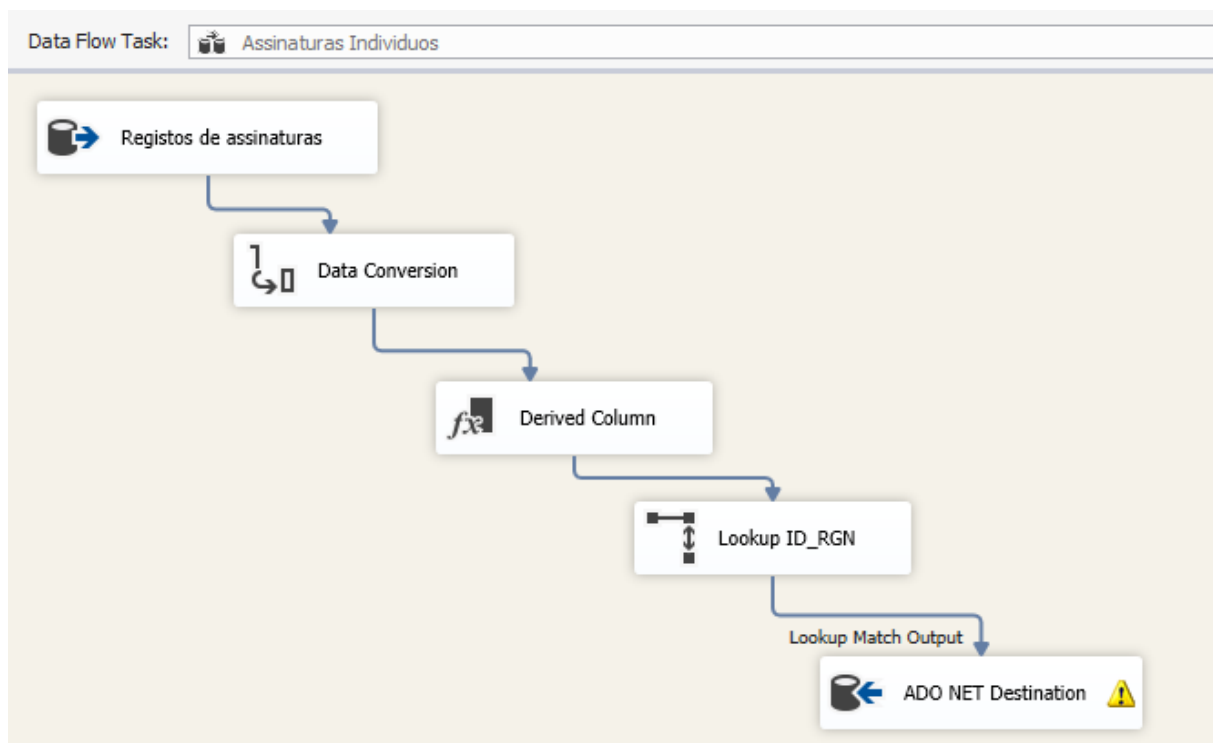 Data Flow Task: Assinaturas Individuos
Registos de assinaturas
Data Conversion
fx Derived Column
Lookup ID_RGN
Lookup Match Output
ADO NET Destination